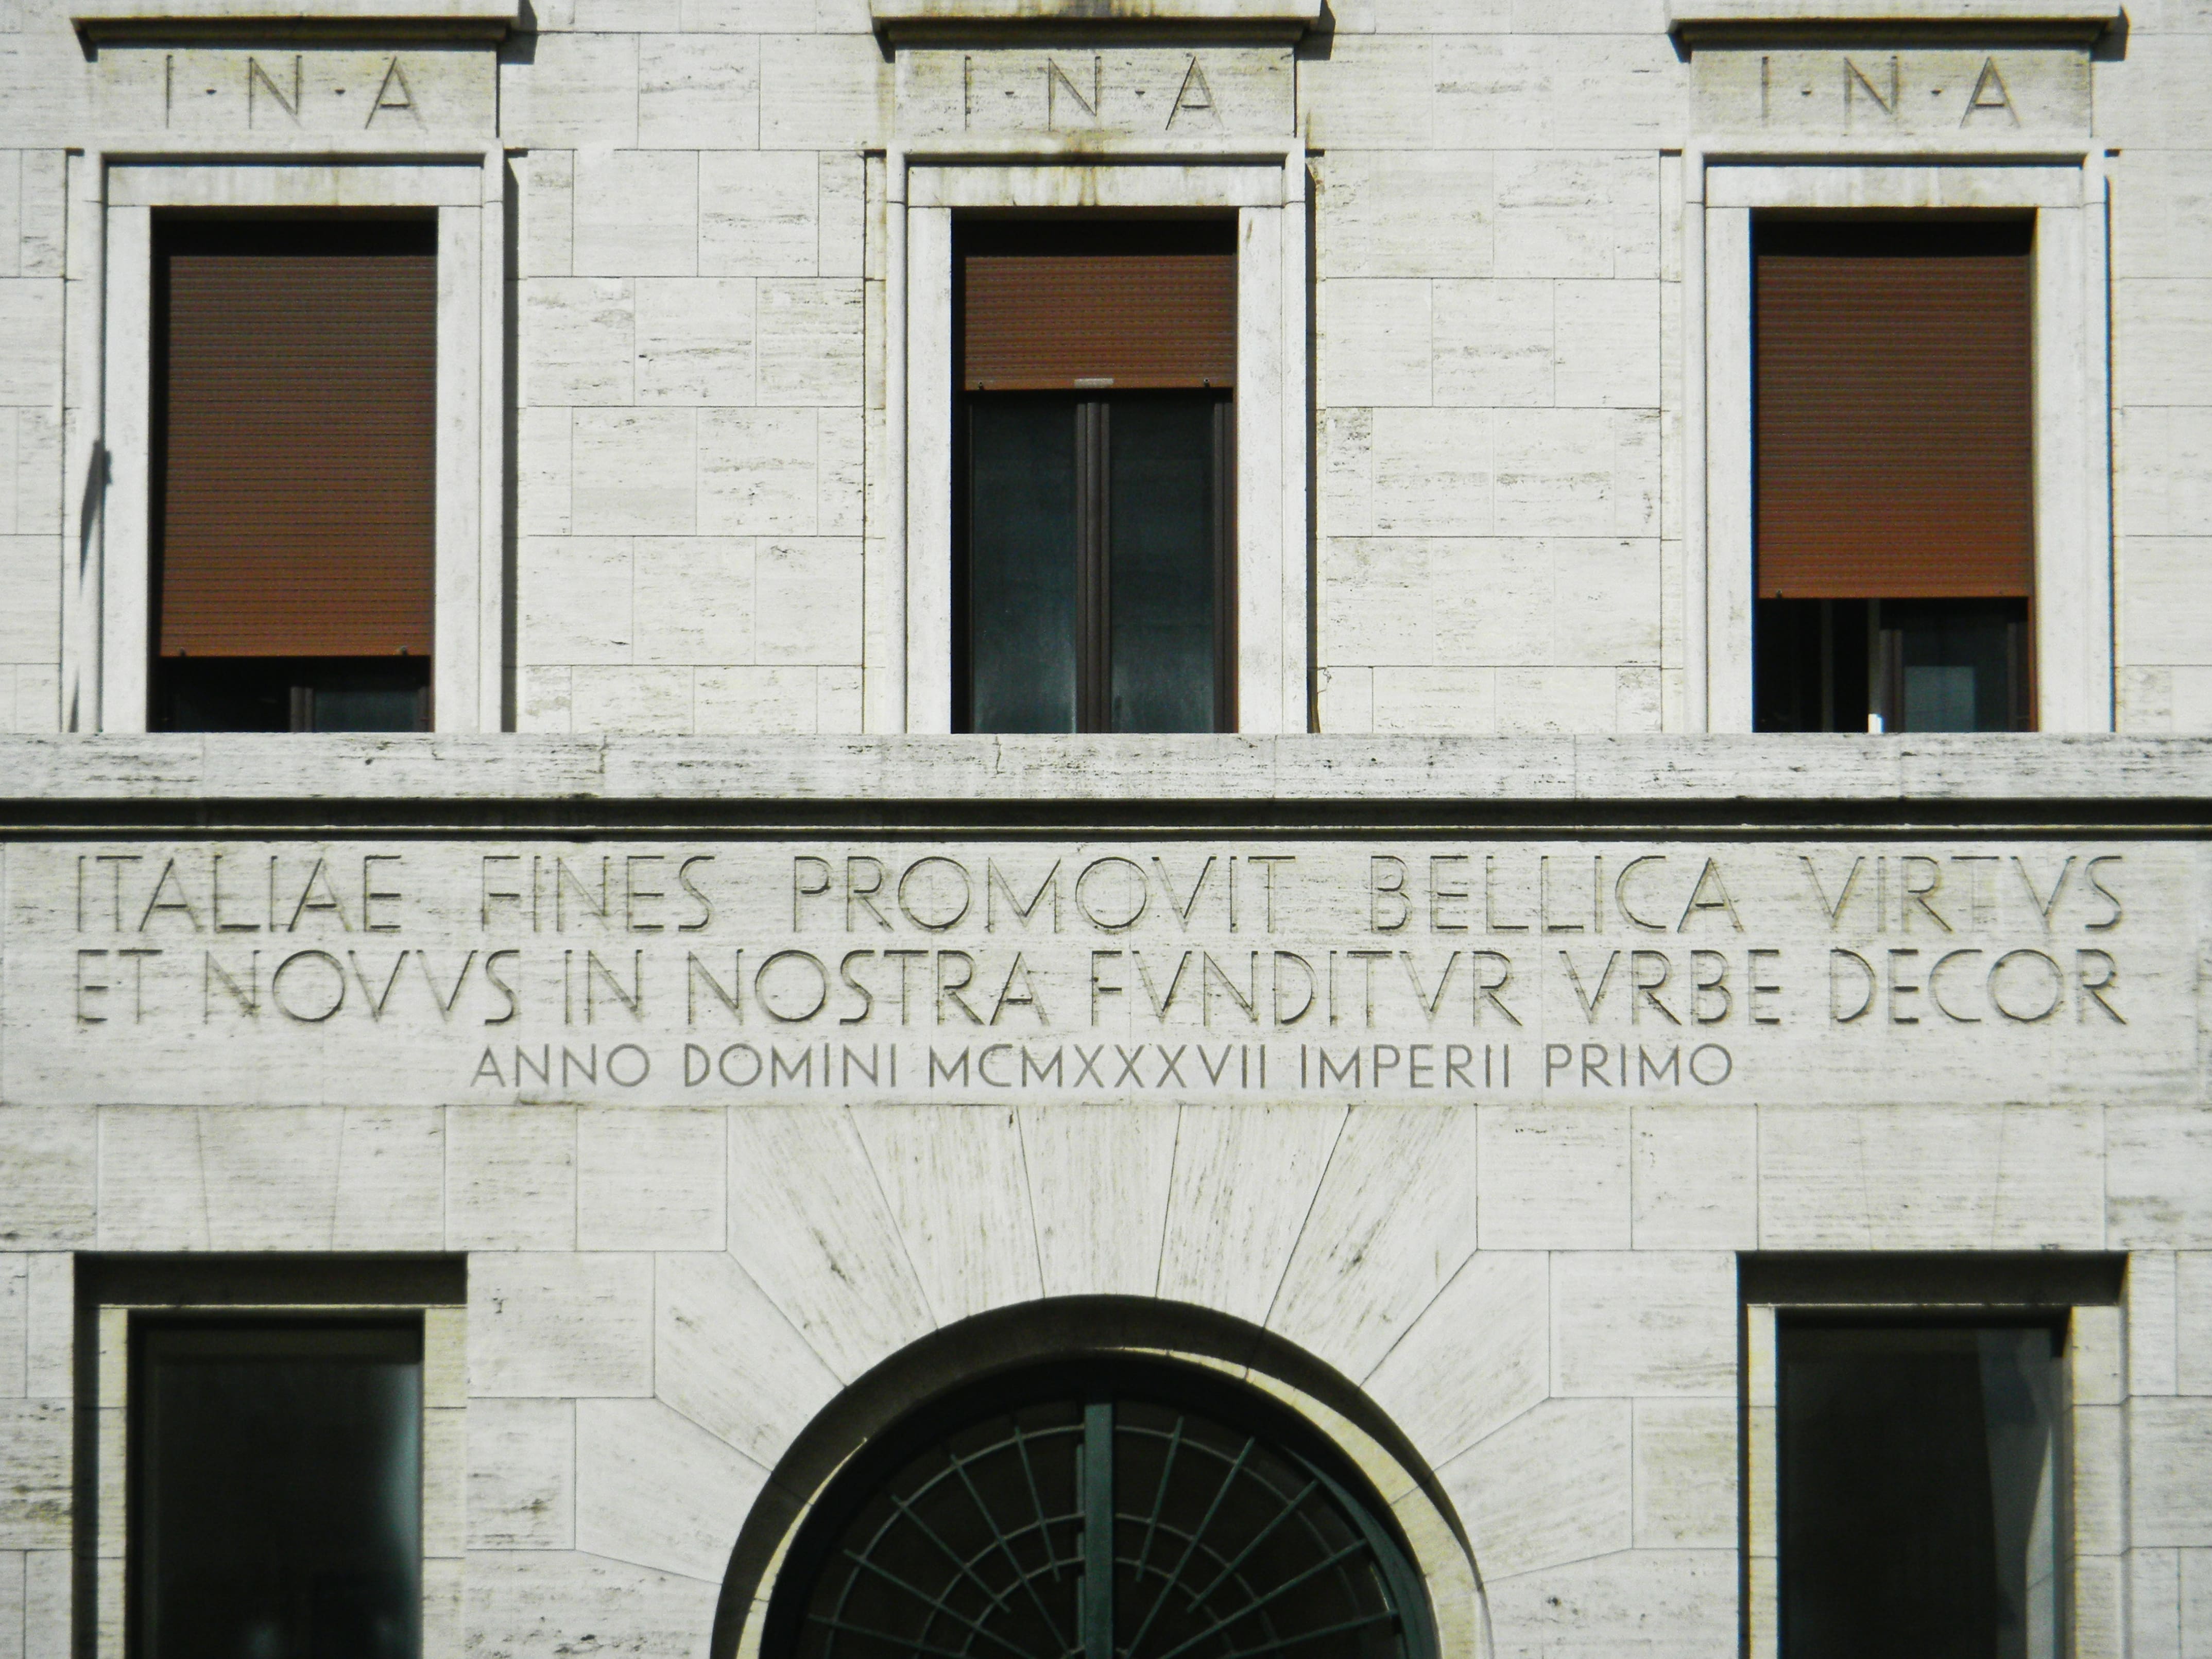 I·N·A I·N·A I·N·A
ITALIAE FINES PROMOVIT BELLICA VIRTVS
ET NOVVS IN NOSTRA FVNDITVR VRBE DECOR
ANNO DOMINI MCMXXXVII IMPERII PRIMO